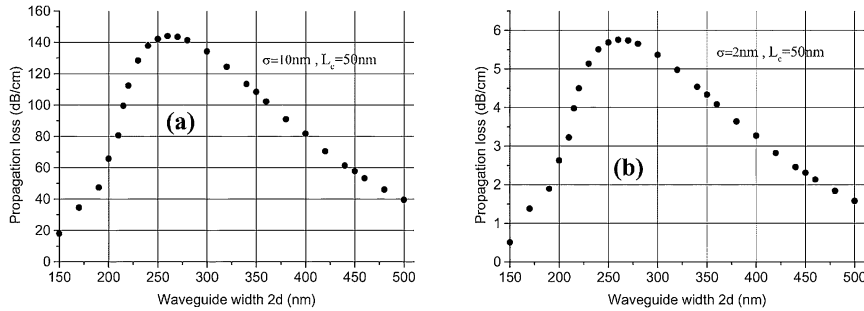 160
140
120
100
80
60
40
20
0
Propagation loss (dB/cm)
σ=10nm , L_c=50nm
(a)
150 200 250 300 350 400 450 500
Waveguide width 2d (nm)
6
5
4
3
2
1
0
Propagation loss (dB/cm)
σ=2nm , L_c=50nm
(b)
150 200 250 300 350 400 450 500
Waveguide width 2d (nm)